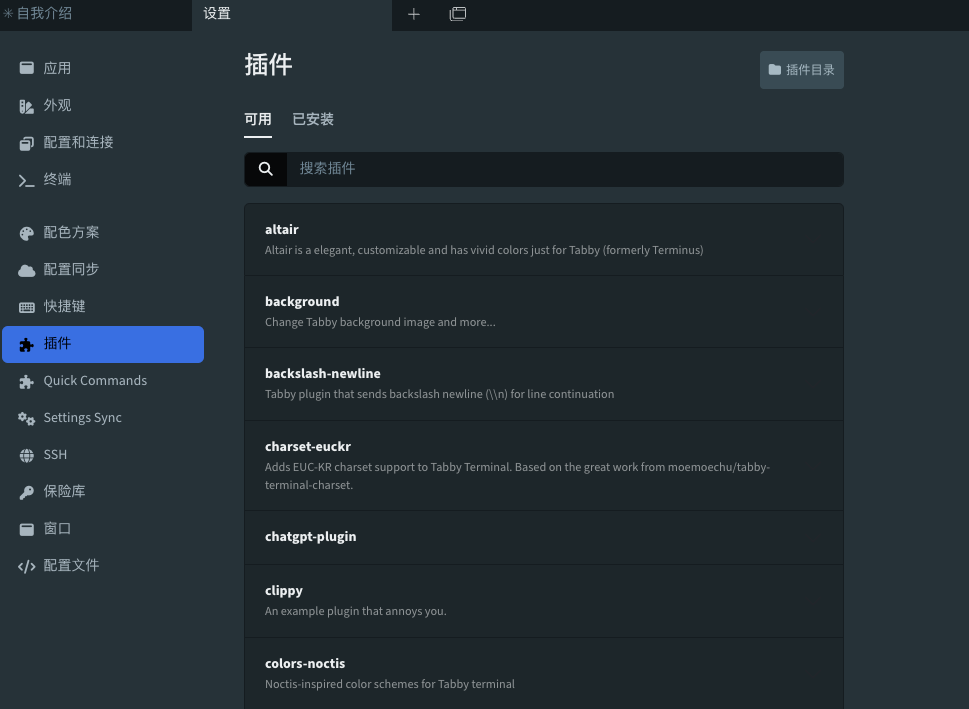 ✳ 自我介绍
设置
应用
外观
配置和连接
终端
配色方案
配置同步
快捷键
插件
Quick Commands
Settings Sync
SSH
保险库
窗口
配置文件
插件
插件目录
可用
已安装
搜索插件
altair
Altair is a elegant, customizable and has vivid colors just for Tabby (formerly Terminus)
background
Change Tabby background image and more...
backslash-newline
Tabby plugin that sends backslash newline (\\n) for line continuation
charset-euckr
Adds EUC-KR charset support to Tabby Terminal. Based on the great work from moemoechu/tabby-
terminal-charset.
chatgpt-plugin
clippy
An example plugin that annoys you.
colors-noctis
Noctis-inspired color schemes for Tabby terminal